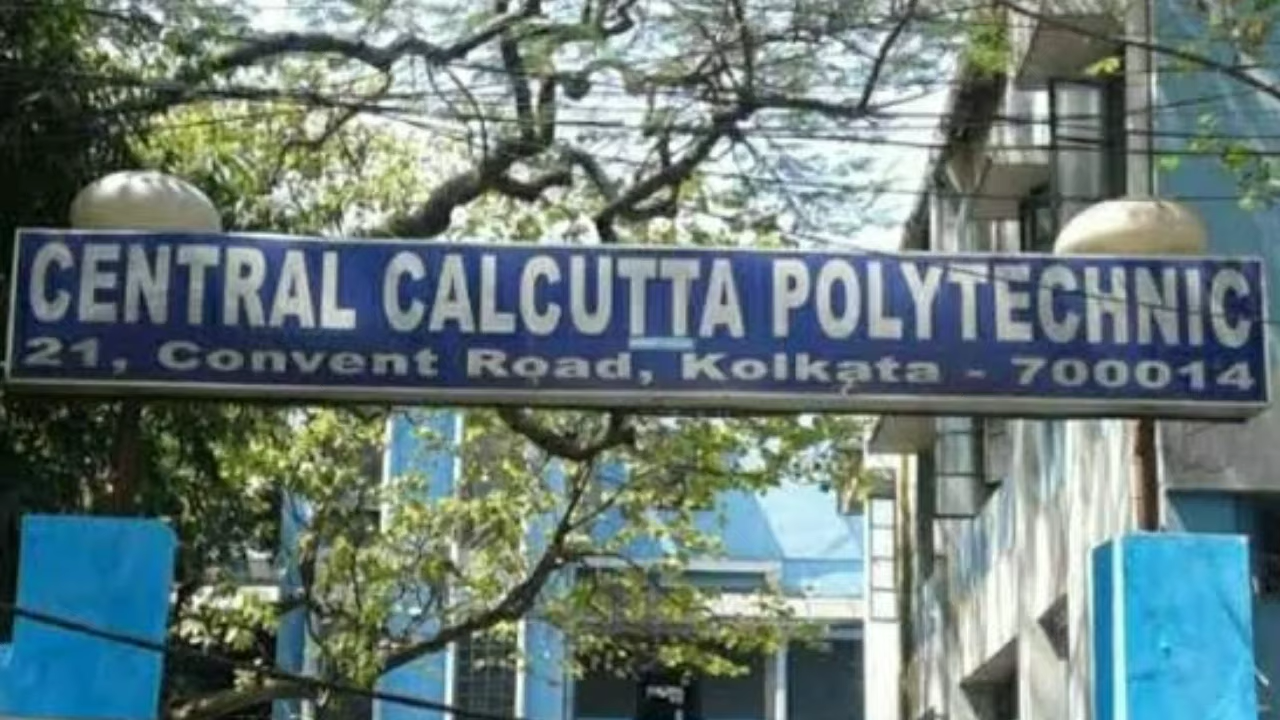 CENTRAL CALCUTTA POLYTECHNIC
21, Convent Road, Kolkata - 700014